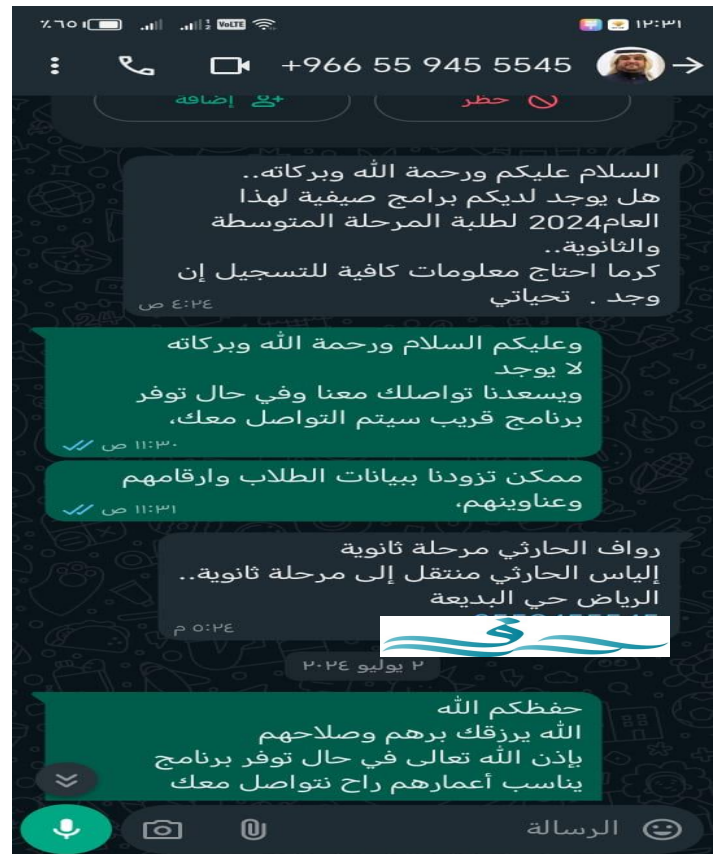 ١٢:٣١
٪٦٥
VoLTE
+966 55 945 5545
حظر
إضافة
السلام عليكم ورحمة الله وبركاته..
هل يوجد لديكم برامج صيفية لهذا
العام2024 لطلبة المرحلة المتوسطة
والثانوية..
كرما احتاج معلومات كافية للتسجيل إن
وجد . تحياتي
٤:٢٤ ص
وعليكم السلام ورحمة الله وبركاته
لا يوجد
ويسعدنا تواصلك معنا وفي حال توفر
برنامج قريب سيتم التواصل معك،
١١:٣٠ ص
ممكن تزودنا ببيانات الطلاب وارقامهم
وعناوينهم،
١١:٣١ ص
رواف الحارثي مرحلة ثانوية
إلياس الحارثي منتقل إلى مرحلة ثانوية..
الرياض حي البديعة
٥:٢٤ م
٢ يوليو ٢٠٢٤
حفظكم الله
الله يرزقك برهم وصلاحهم
بإذن الله تعالى في حال توفر برنامج
يناسب أعمارهم راح نتواصل معك
الرسالة